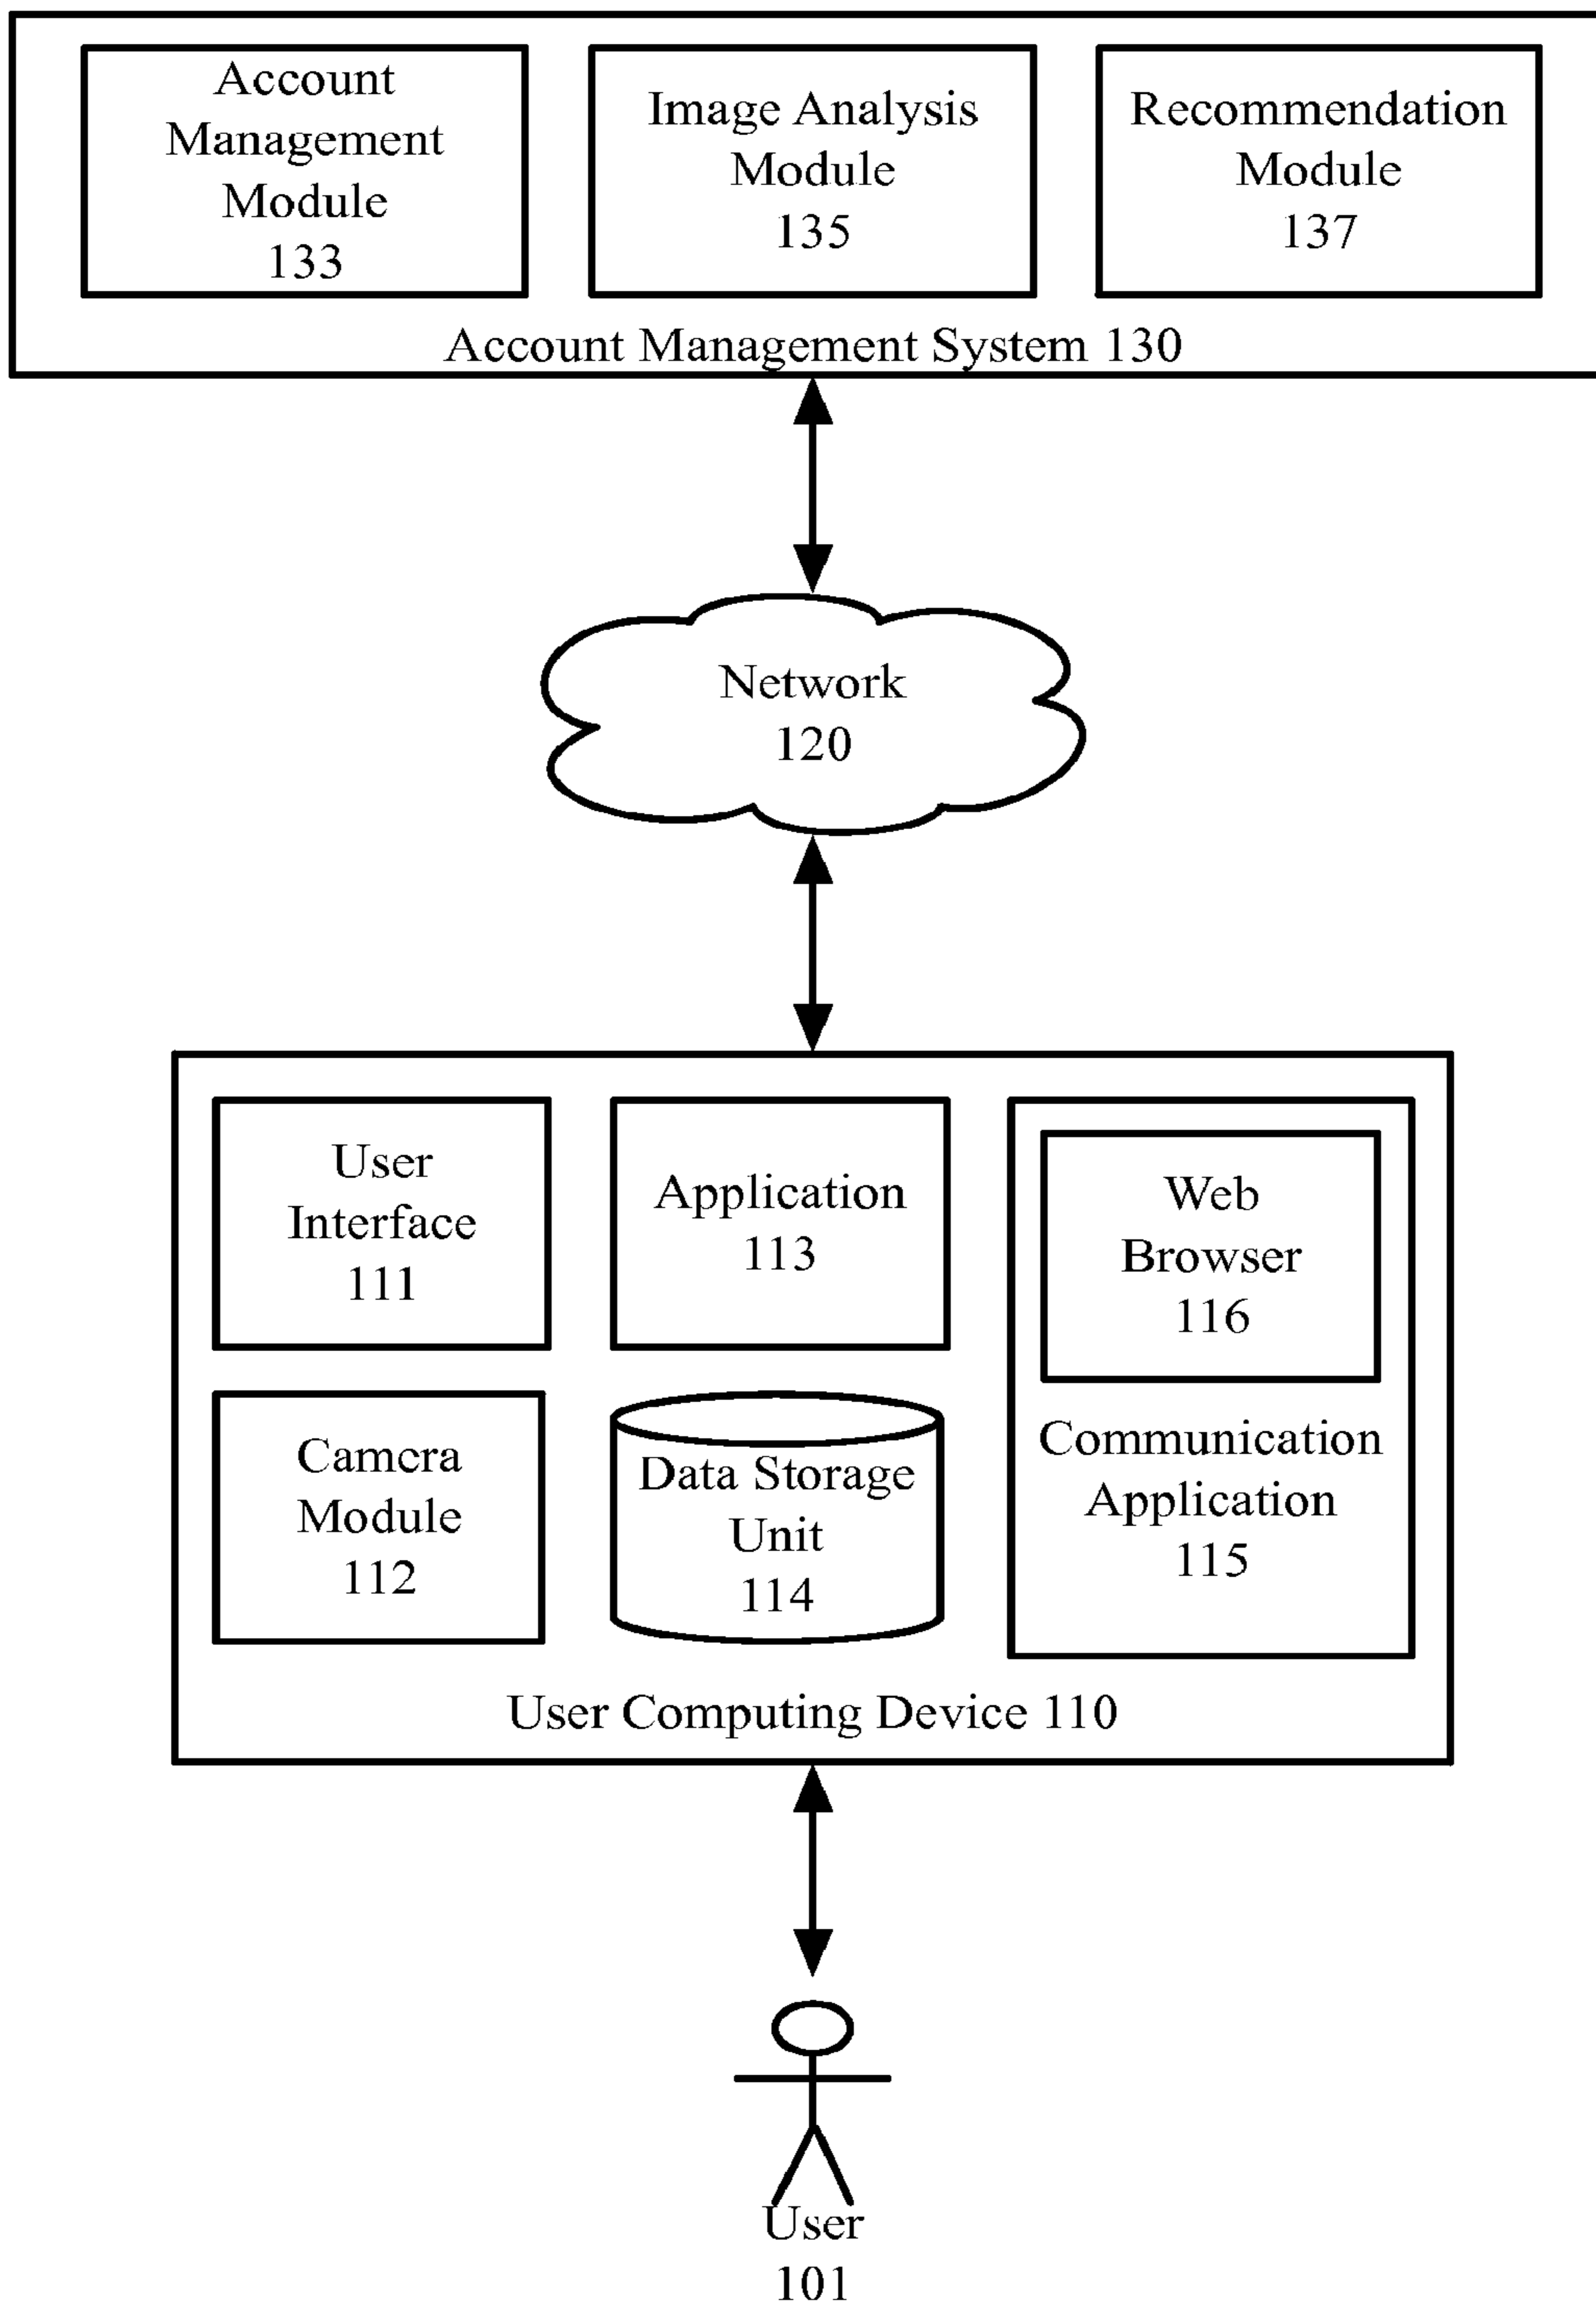 Account
Management
Module
133
Image Analysis
Module
135
Recommendation
Module
137
Account Management System 130
Network
120
User
Interface
111
Application
113
Web
Browser
116
Camera
Module
112
Data Storage
Unit
114
Communication
Application
115
User Computing Device 110
User
101